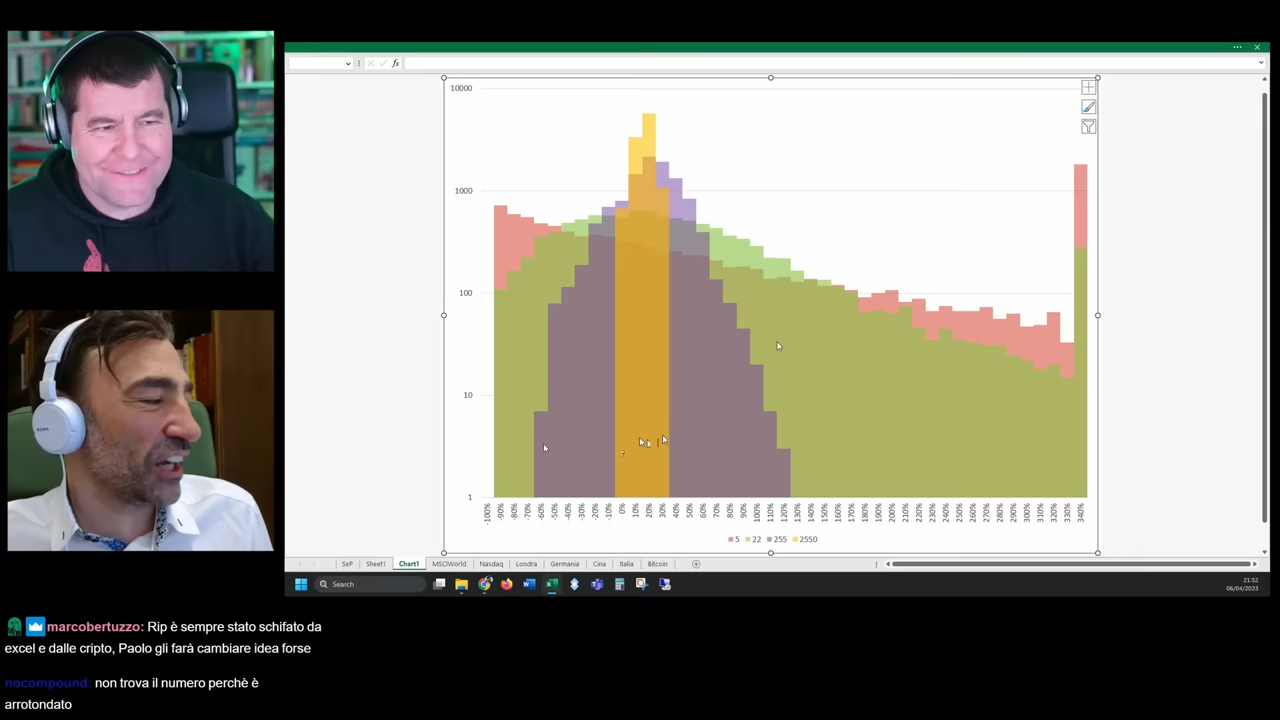 fx
10000
1000
100
10
1
-100% -90% -80% -70% -60% -50% -40% -30% -20% -10% 0% 10% 20% 30% 40% 50% 60% 70% 80% 90% 100% 110% 120% 130% 140% 150% 160% 170% 180% 190% 200% 210% 220% 230% 240% 250% 260% 270% 280% 290% 300% 310% 320% 330% 340%
5 22 255 2550
SeP Sheet1 Chart1 MSCIWorld Nasdaq Londra Germania Cina Italia Bitcoin
Search
21:52
06/04/2023
SONY
marcobertuzzo: Rip è sempre stato schifato da
excel e dalle cripto, Paolo gli farà cambiare idea forse
nocompound: non trova il numero perchè è
arrotondato